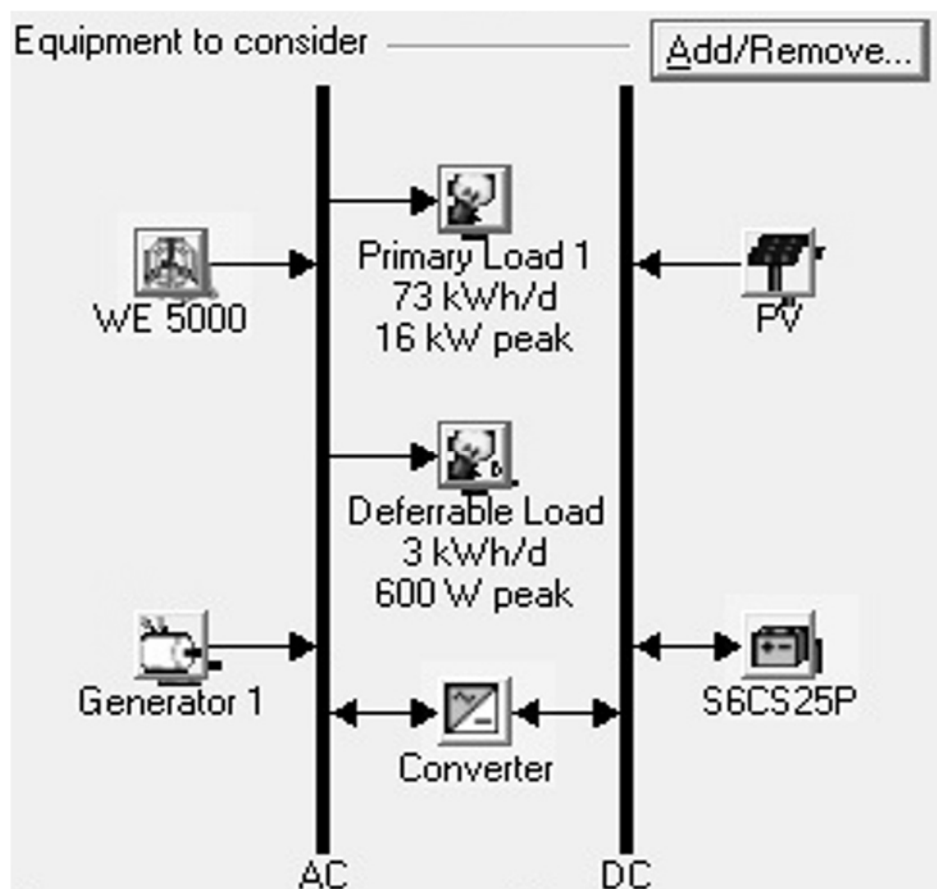 Equipment to consider
Add/Remove...
Primary Load 1
73 kWh/d
16 kW peak
WE 5000
PV
Deferrable Load
3 kWh/d
600 W peak
Generator 1
S6CS25P
Converter
AC
DC